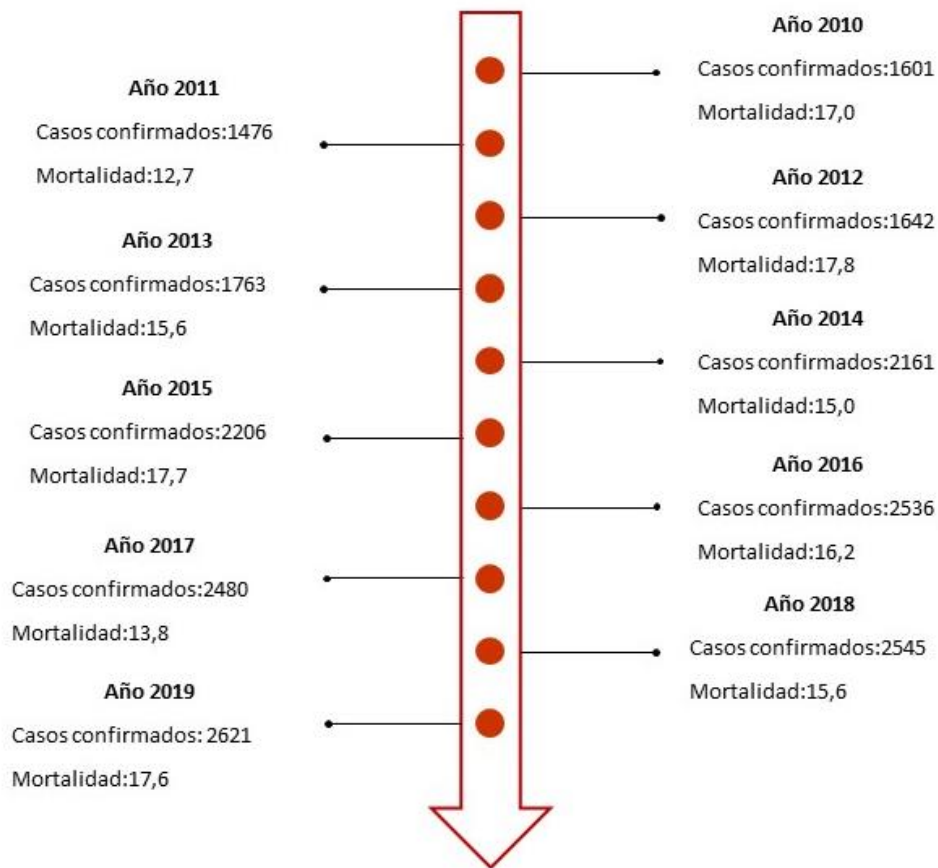 Año 2010
Casos confirmados:1601
Mortalidad:17,0
Año 2011
Casos confirmados:1476
Mortalidad:12,7
Año 2012
Casos confirmados:1642
Mortalidad:17,8
Año 2013
Casos confirmados:1763
Mortalidad:15,6
Año 2014
Casos confirmados:2161
Mortalidad:15,0
Año 2015
Casos confirmados:2206
Mortalidad:17,7
Año 2016
Casos confirmados:2536
Mortalidad:16,2
Año 2017
Casos confirmados:2480
Mortalidad:13,8
Año 2018
Casos confirmados:2545
Mortalidad:15,6
Año 2019
Casos confirmados: 2621
Mortalidad:17,6